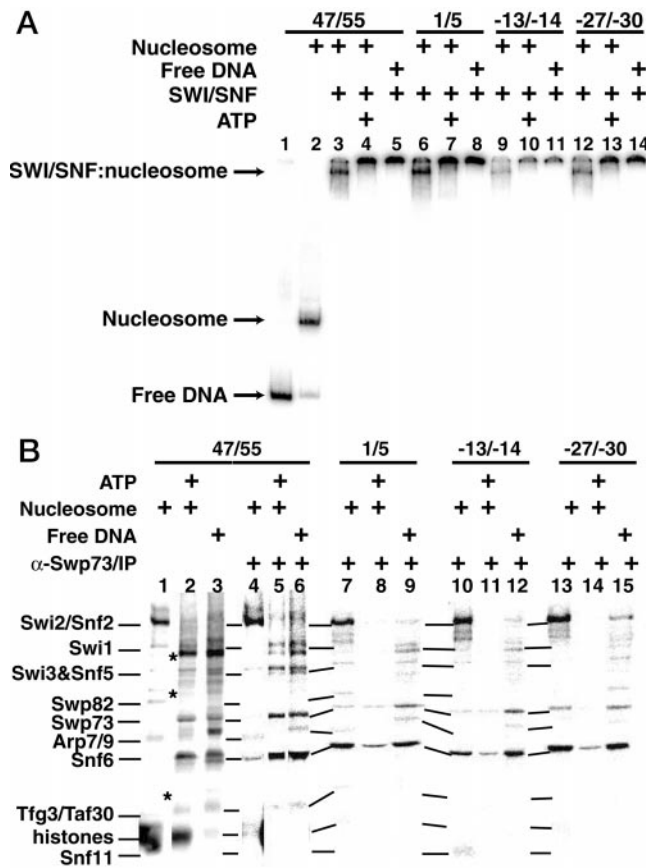 A
47/55 1/5 -13/-14 -27/-30
Nucleosome + + + + + + + + +
Free DNA + + + +
SWI/SNF + + + + + + + + + + + +
ATP + + + +
1 2 3 4 5 6 7 8 9 10 11 12 13 14
SWI/SNF:nucleosome
Nucleosome
Free DNA
B
47/55 1/5 -13/-14 -27/-30
ATP + + + + +
Nucleosome + + + + + + + + + +
Free DNA + + + + +
α-Swp73/IP + + + + + + + + + + + +
1 2 3 4 5 6 7 8 9 10 11 12 13 14 15
Swi2/Snf2
Swi1
*
Swi3&Snf5
*
Swp82
Swp73
Arp7/9
Snf6
*
Tfg3/Taf30
histones
Snf11